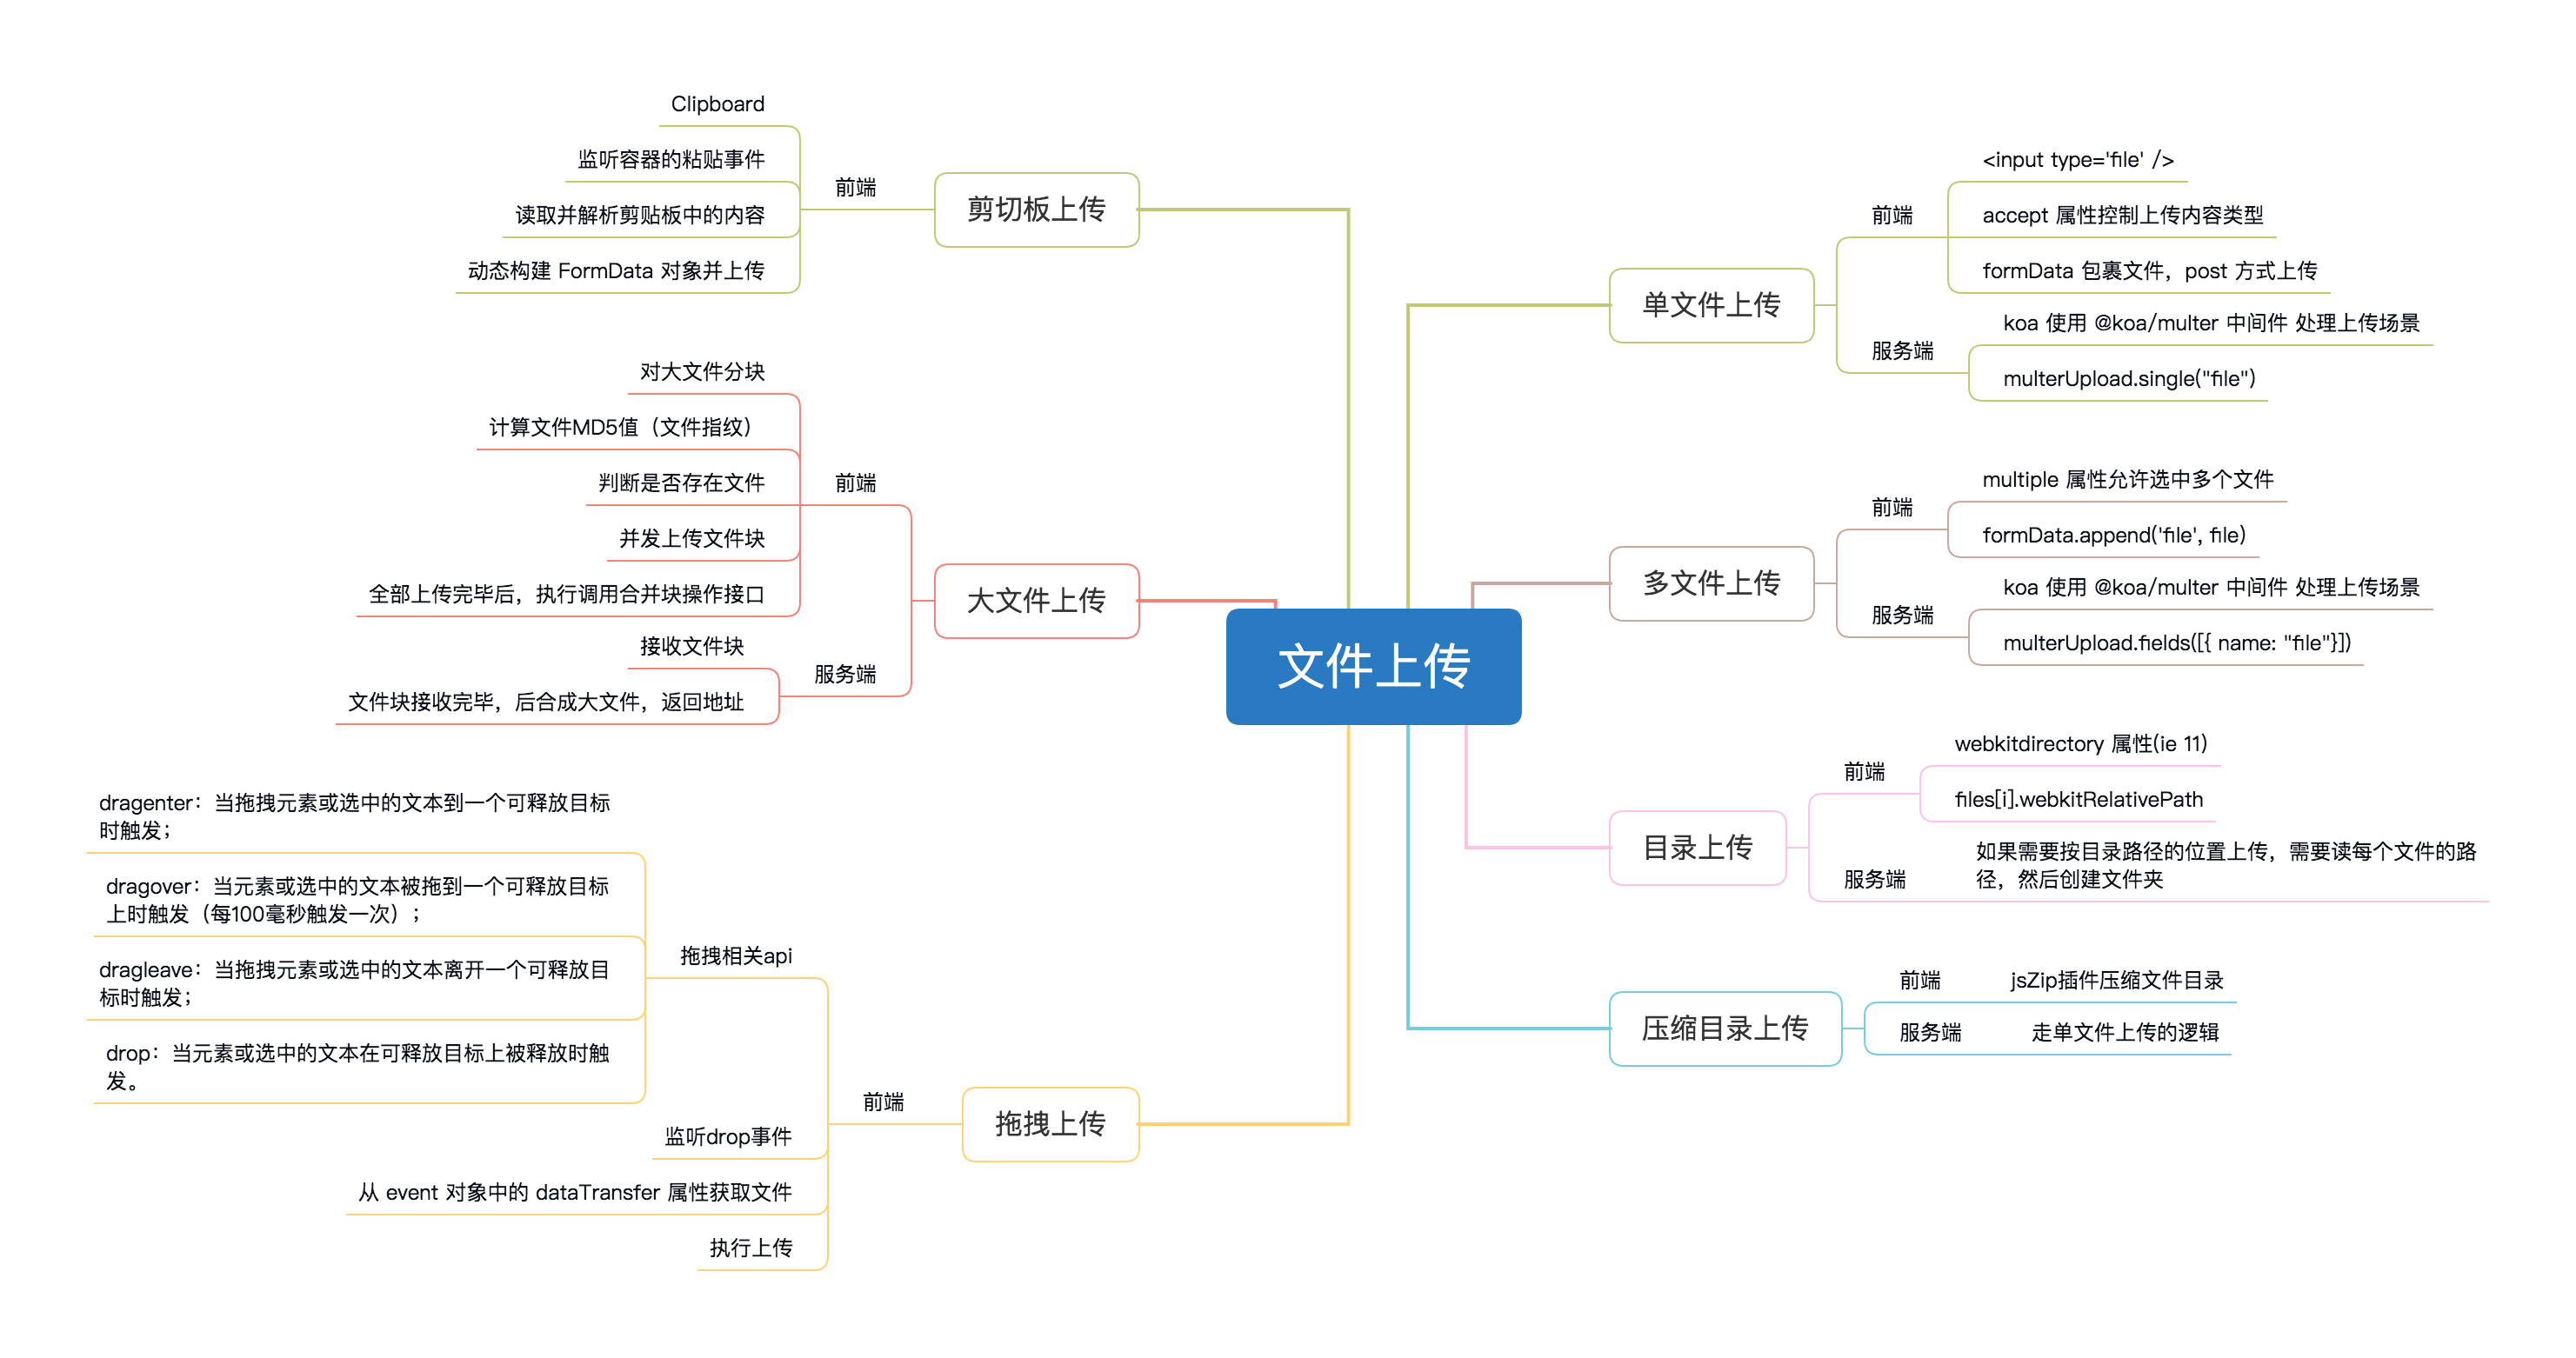 文件上传
单文件上传
前端
<input type='file' />
accept 属性控制上传内容类型
formData 包裹文件，post 方式上传
服务端
koa 使用 @koa/multer 中间件 处理上传场景
multerUpload.single("file")
多文件上传
前端
multiple 属性允许选中多个文件
formData.append('file', file)
服务端
koa 使用 @koa/multer 中间件 处理上传场景
multerUpload.fields([{ name: "file"}])
目录上传
前端
webkitdirectory 属性(ie 11)
files[i].webkitRelativePath
服务端
如果需要按目录路径的位置上传，需要读每个文件的路
径，然后创建文件夹
压缩目录上传
前端
jsZip插件压缩文件目录
服务端
走单文件上传的逻辑
剪切板上传
前端
Clipboard
监听容器的粘贴事件
读取并解析剪贴板中的内容
动态构建 FormData 对象并上传
大文件上传
前端
对大文件分块
计算文件MD5值（文件指纹）
判断是否存在文件
并发上传文件块
全部上传完毕后，执行调用合并块操作接口
服务端
接收文件块
文件块接收完毕，后合成大文件，返回地址
拖拽上传
前端
拖拽相关api
dragenter：当拖拽元素或选中的文本到一个可释放目标
时触发；
dragover：当元素或选中的文本被拖到一个可释放目标
上时触发（每100毫秒触发一次）；
dragleave：当拖拽元素或选中的文本离开一个可释放目
标时触发；
drop：当元素或选中的文本在可释放目标上被释放时触
发。
监听drop事件
从 event 对象中的 dataTransfer 属性获取文件
执行上传